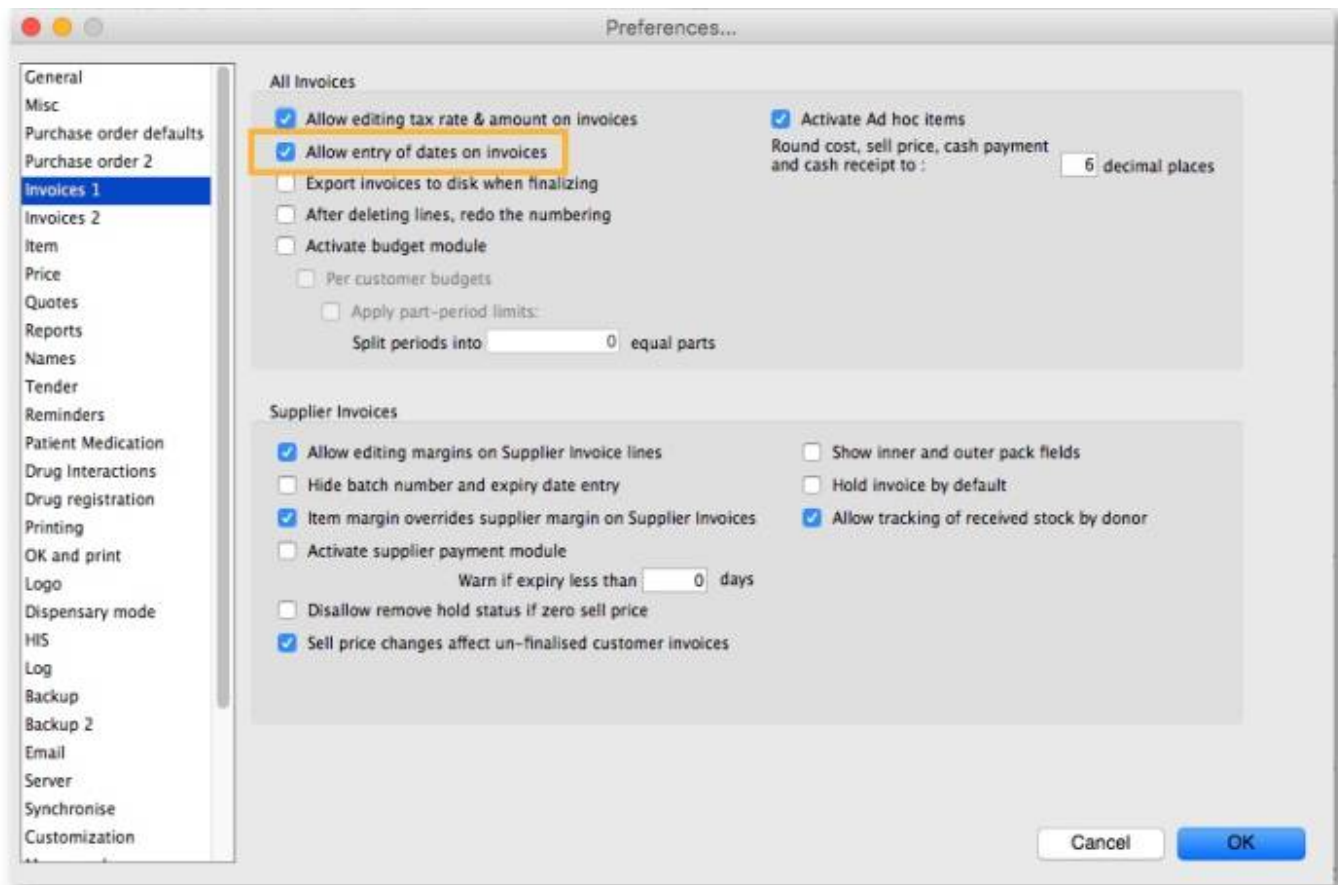 Preferences...
General
Misc
Purchase order defaults
Purchase order 2
Invoices 1
Invoices 2
Item
Price
Quotes
Reports
Names
Tender
Reminders
Patient Medication
Drug Interactions
Drug registration
Printing
OK and print
Logo
Dispensary mode
HIS
Log
Backup
Backup 2
Email
Server
Synchronise
Customization
All Invoices
Allow editing tax rate & amount on invoices
Allow entry of dates on invoices
Export invoices to disk when finalizing
After deleting lines, redo the numbering
Activate budget module
Per customer budgets
Apply part-period limits:
Split periods into 0 equal parts
Activate Ad hoc items
Round cost, sell price, cash payment
and cash receipt to : 6 decimal places
Supplier Invoices
Allow editing margins on Supplier Invoice lines
Hide batch number and expiry date entry
Item margin overrides supplier margin on Supplier Invoices
Activate supplier payment module
Warn if expiry less than 0 days
Disallow remove hold status if zero sell price
Sell price changes affect un-finalised customer invoices
Show inner and outer pack fields
Hold invoice by default
Allow tracking of received stock by donor
Cancel
OK